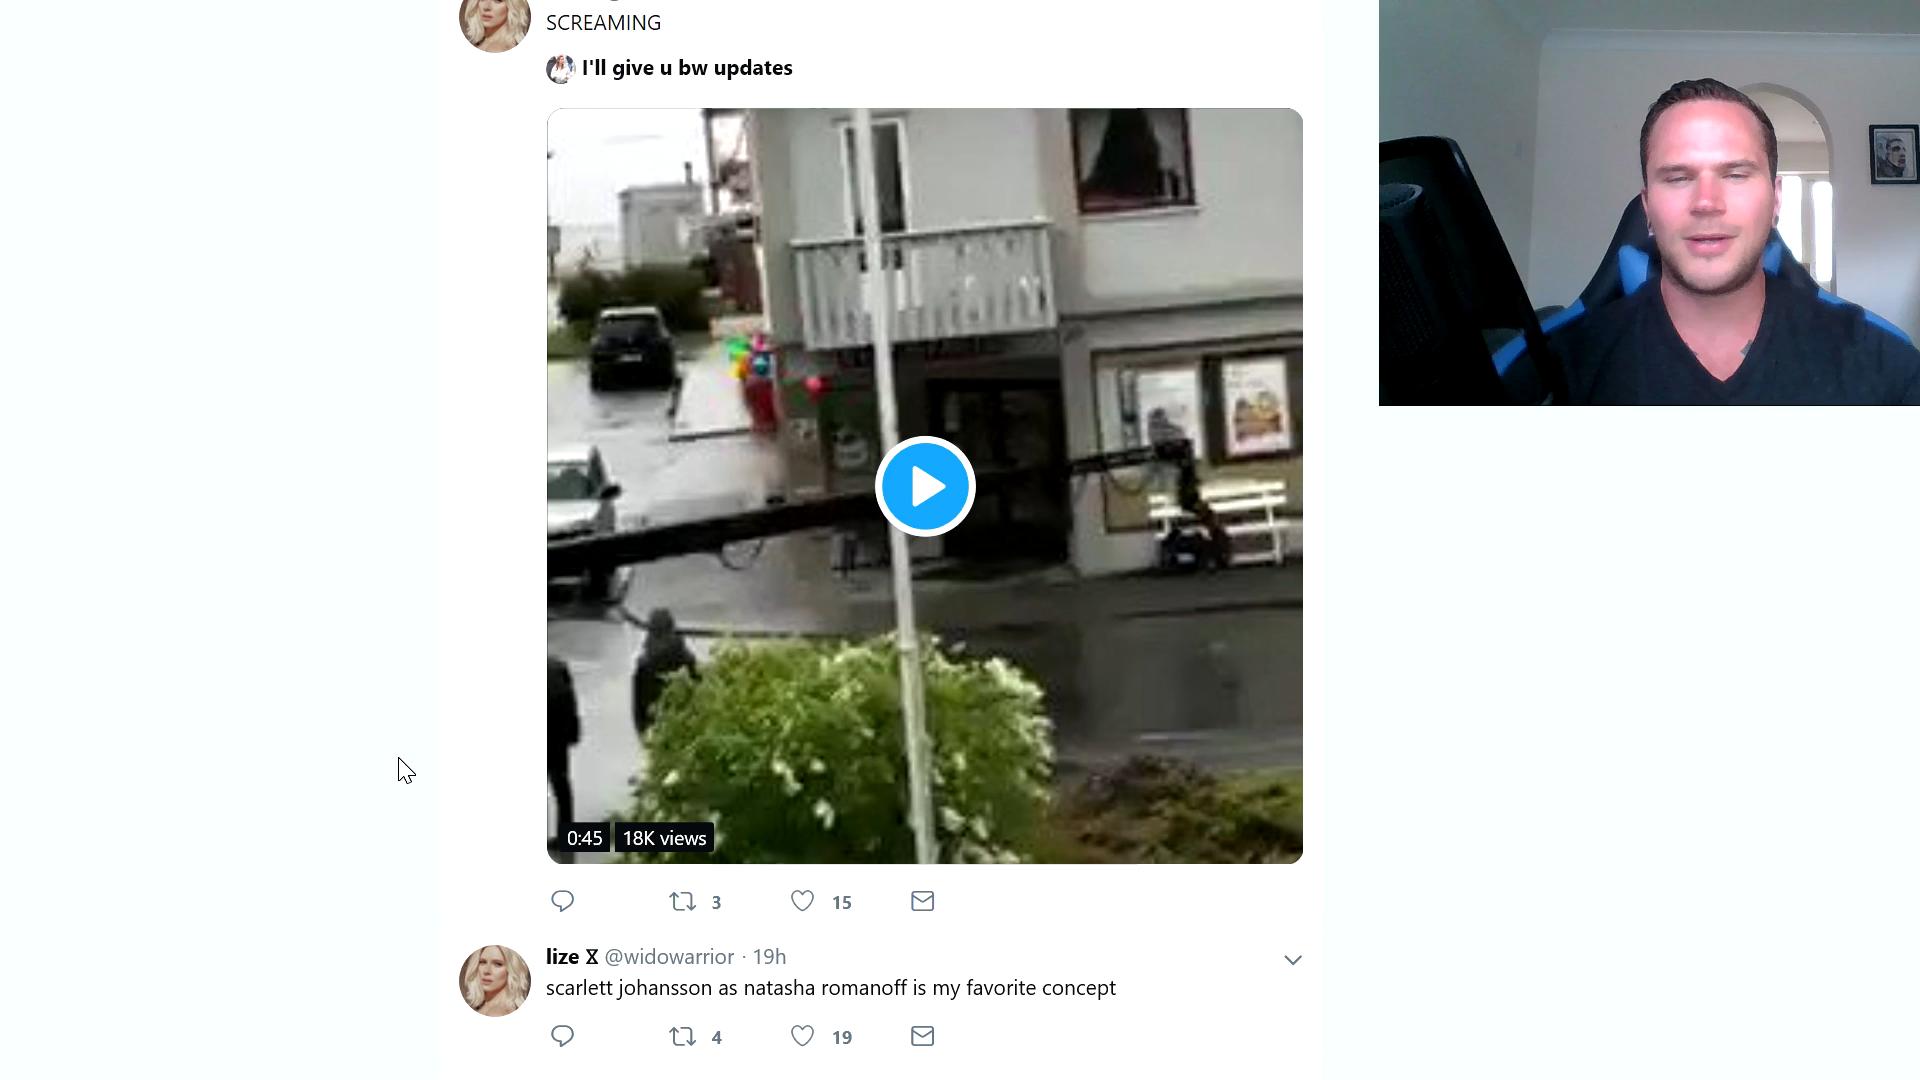 SCREAMING
I'll give u bw updates
0:45 18K views
3 15
lize ⧖ @widowarrior · 19h
scarlett johansson as natasha romanoff is my favorite concept
4 19